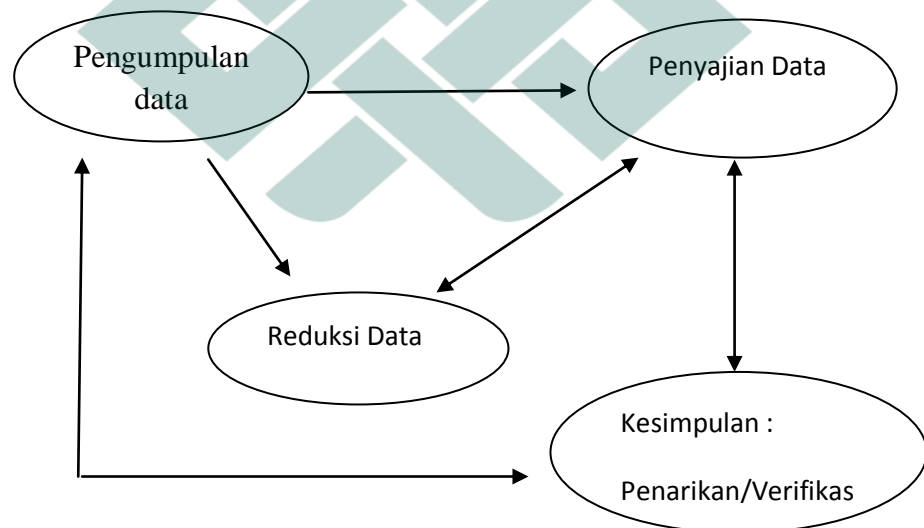 Pengumpulan
data
Penyajian Data
Reduksi Data
Kesimpulan :
Penarikan/Verifikas